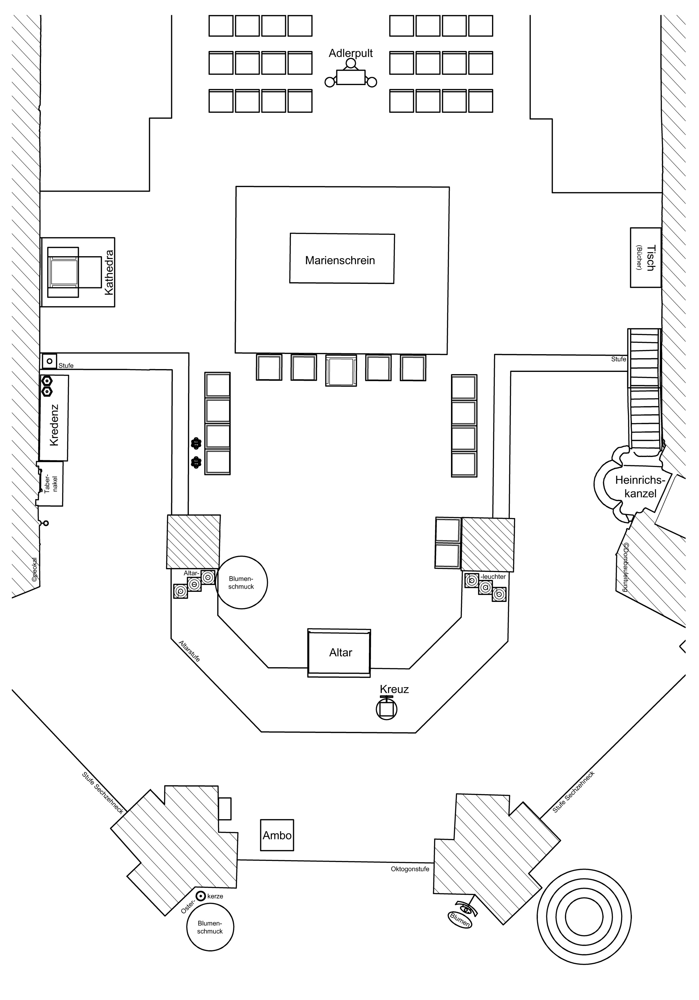 Adlerpult
Marienschrein
Kathedra
Tisch
(Bücher)
Stufe
Stufe
Kredenz
Taber-
nakel
Heinrichs-
kanzel
©peokal
©Dombauleitung
Altar-
-leuchter
Blumen-
schmuck
Altarstufe
Altar
Kreuz
Stufe Sechzehneck
Stufe Sechzehneck
Ambo
Oktogonstufe
Oster-
kerze
Blumen-
schmuck
Blumen